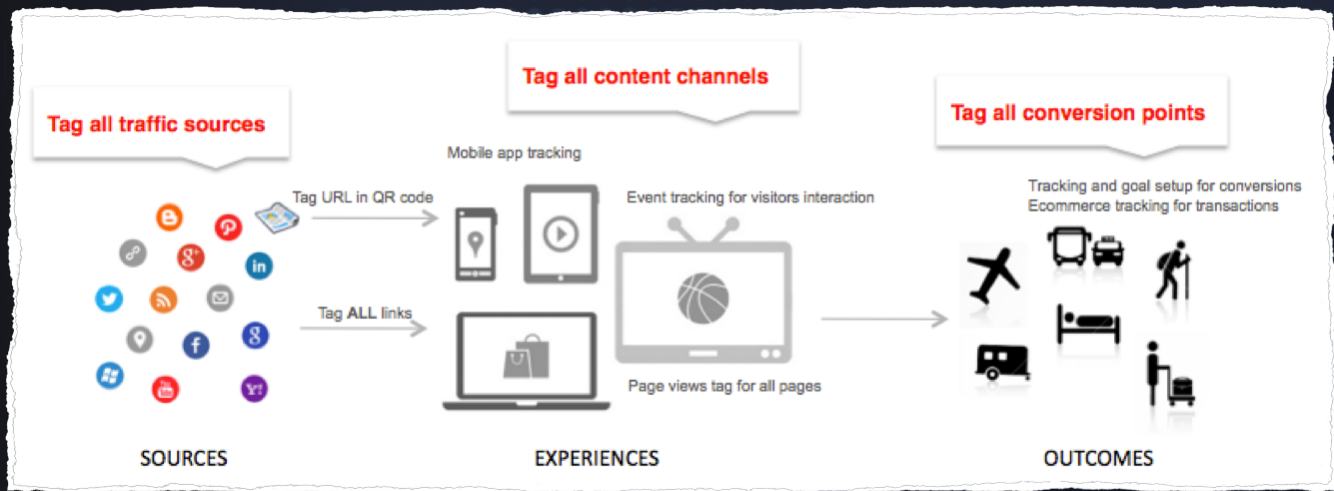 Tag all content channels
Tag all traffic sources
Tag all conversion points
Mobile app tracking
Tag URL in QR code
Event tracking for visitors interaction
Tracking and goal setup for conversions
Ecommerce tracking for transactions
Tag ALL links
Page views tag for all pages
SOURCES
EXPERIENCES
OUTCOMES